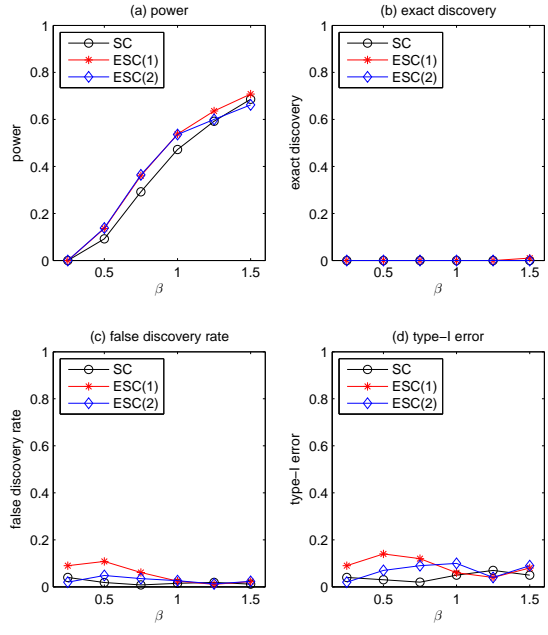 (a) power
SC
ESC(1)
ESC(2)
power
1
0.8
0.6
0.4
0.2
0
0.5
1
1.5
β
(b) exact discovery
SC
ESC(1)
ESC(2)
exact discovery
1
0.8
0.6
0.4
0.2
0
0.5
1
1.5
β
(c) false discovery rate
SC
ESC(1)
ESC(2)
false discovery rate
1
0.8
0.6
0.4
0.2
0
0.5
1
1.5
β
(d) type−I error
SC
ESC(1)
ESC(2)
type−I error
1
0.8
0.6
0.4
0.2
0
0.5
1
1.5
β